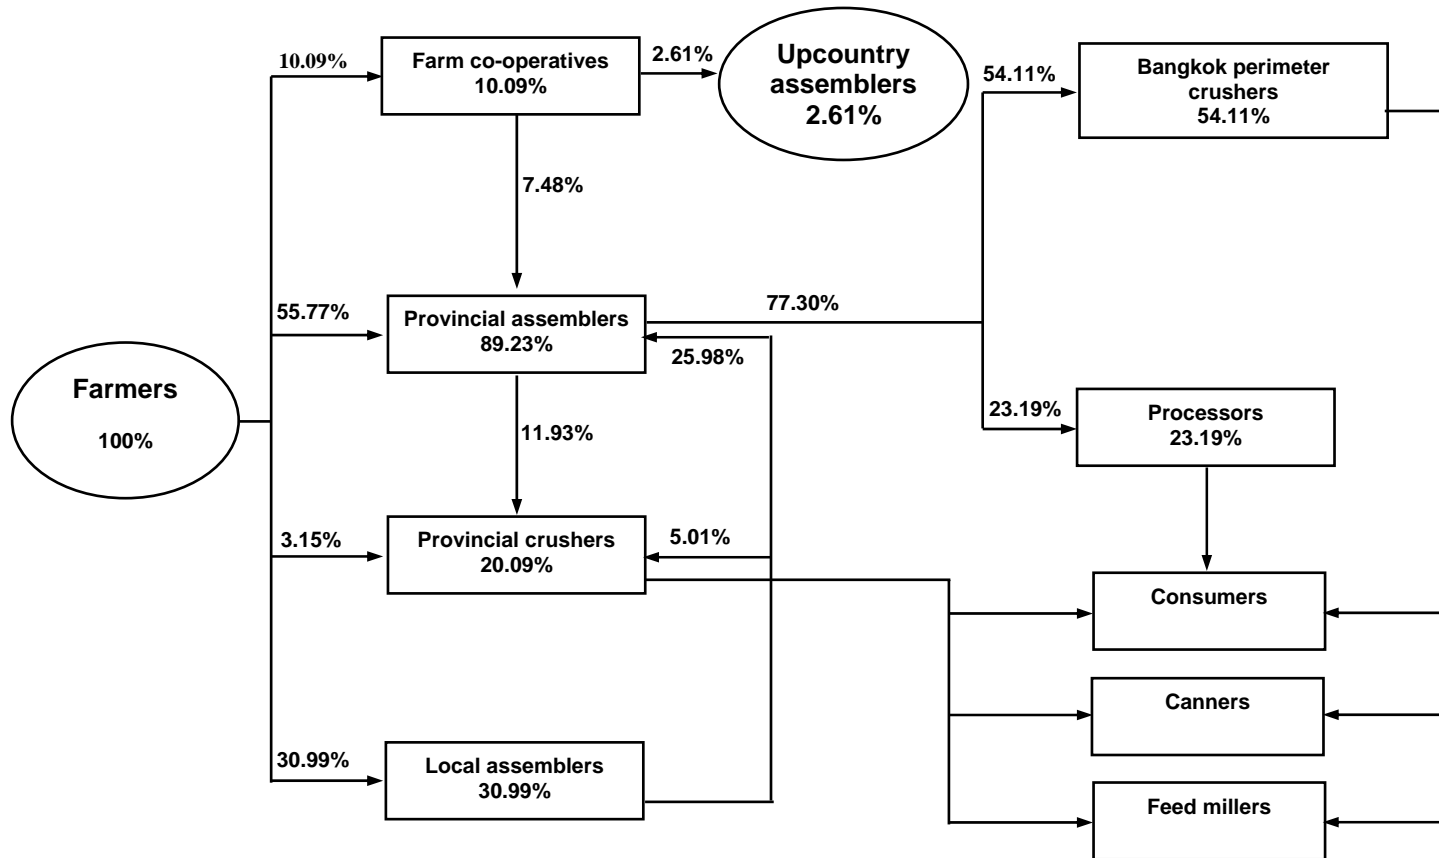 10.09%
Farm co-operatives
10.09%
2.61%
Upcountry
assemblers
2.61%
54.11%
Bangkok perimeter
crushers
54.11%
7.48%
55.77%
Provincial assemblers
89.23%
77.30%
25.98%
Farmers
100%
11.93%
23.19%
Processors
23.19%
3.15%
Provincial crushers
20.09%
5.01%
Consumers
Canners
30.99%
Local assemblers
30.99%
Feed millers